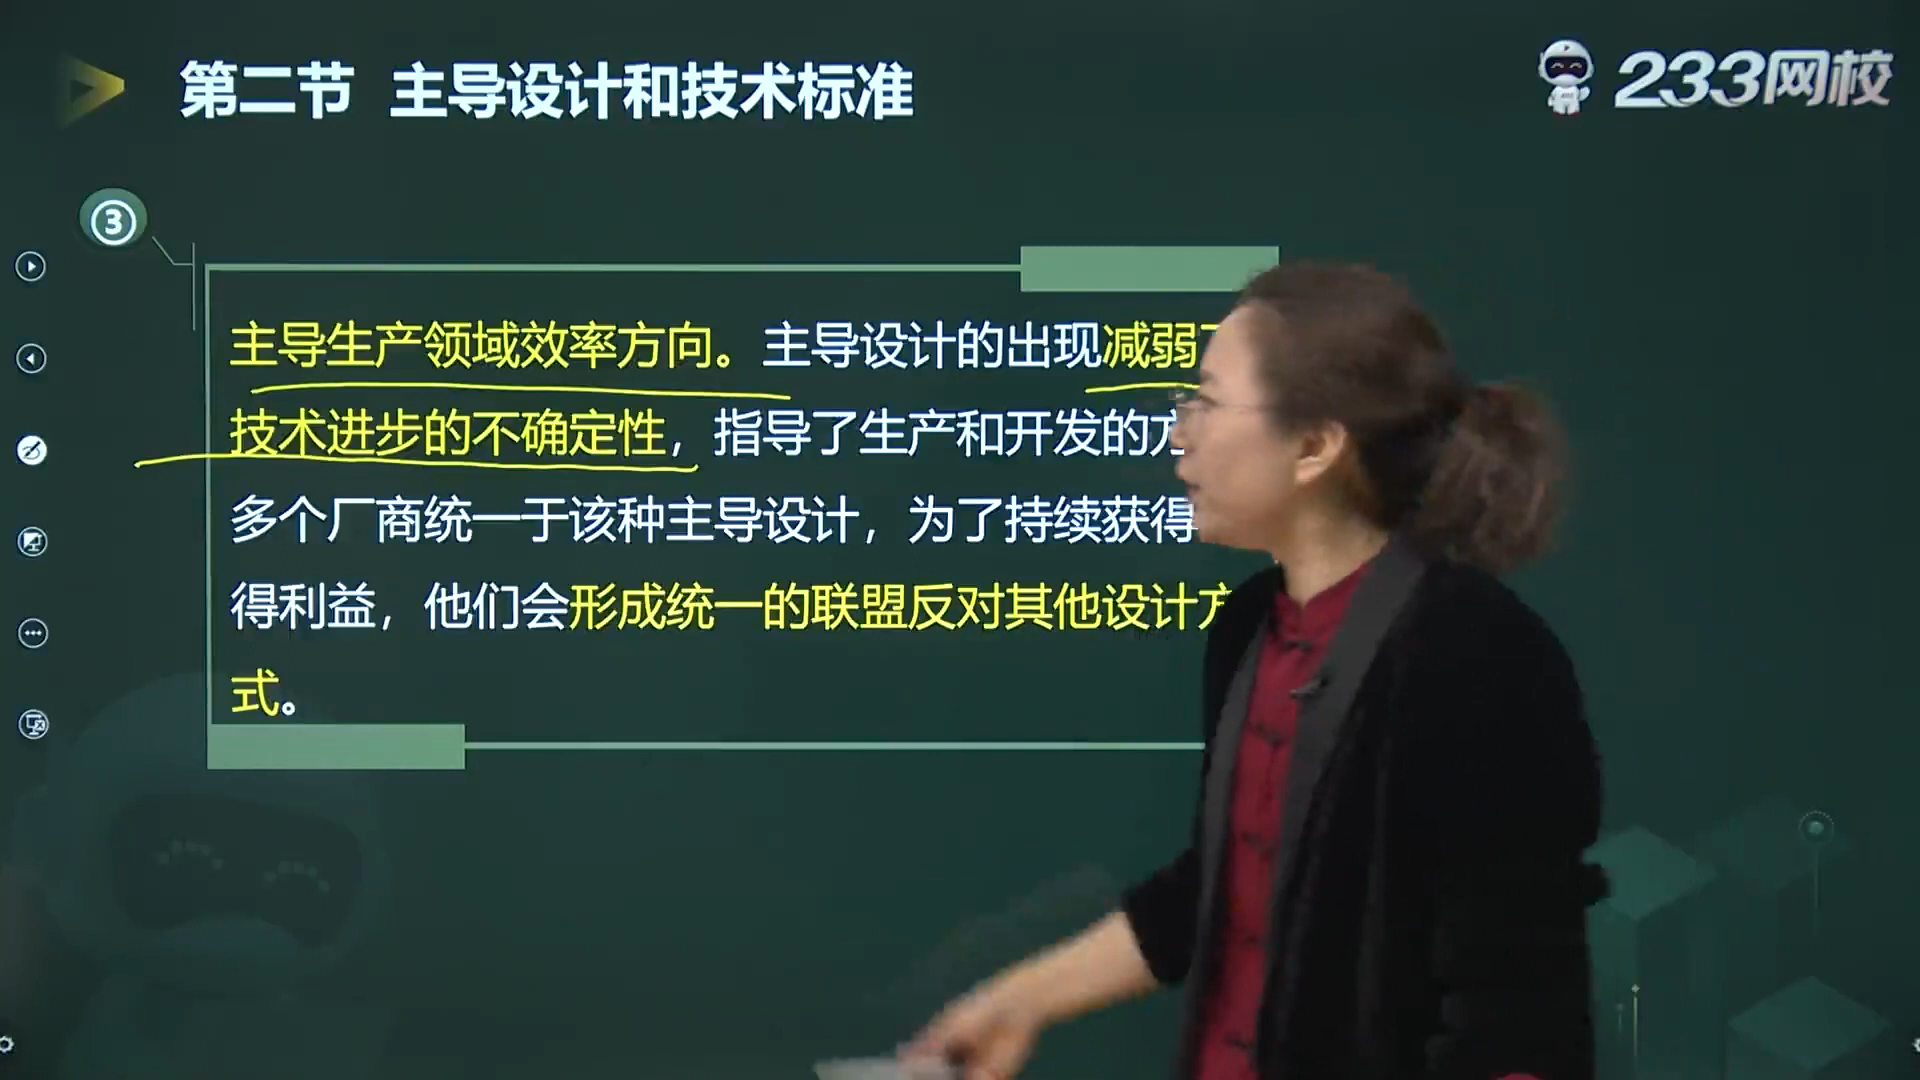 第二节 主导设计和技术标准
233网校
③
主导生产领域效率方向。主导设计的出现减弱了
技术进步的不确定性，指导了生产和开发的方
多个厂商统一于该种主导设计，为了持续获得
得利益，他们会形成统一的联盟反对其他设计方
式。